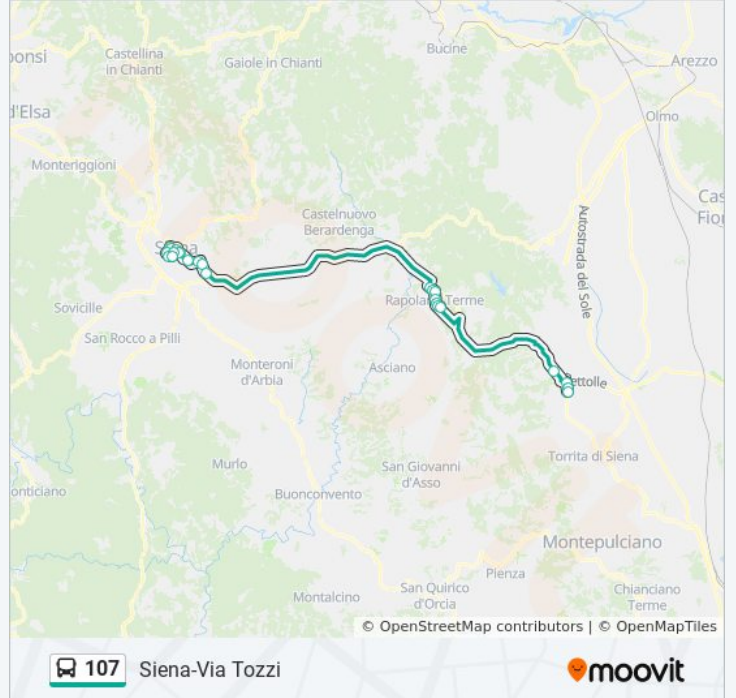 onsi
Castellina
in Chianti
Gaiole in Chianti
Bucine
Arezzo
d'Elsa
Olmo
Monteriggioni
Cas
Fior
Castelnuovo
Berardenga
Autostrada del Sole
Siena
Rapolano Terme
Sovicille
San Rocco a Pilli
Monteroni
d'Arbia
Asciano
Bettolle
Murlo
San Giovanni
d'Asso
Torrita di Siena
onticiano
Buonconvento
Montepulciano
Pienza
Montalcino
San Quirico
d'Orcia
Chianciano
Terme
© OpenStreetMap contributors | © OpenMapTiles
107 Siena-Via Tozzi
moovit